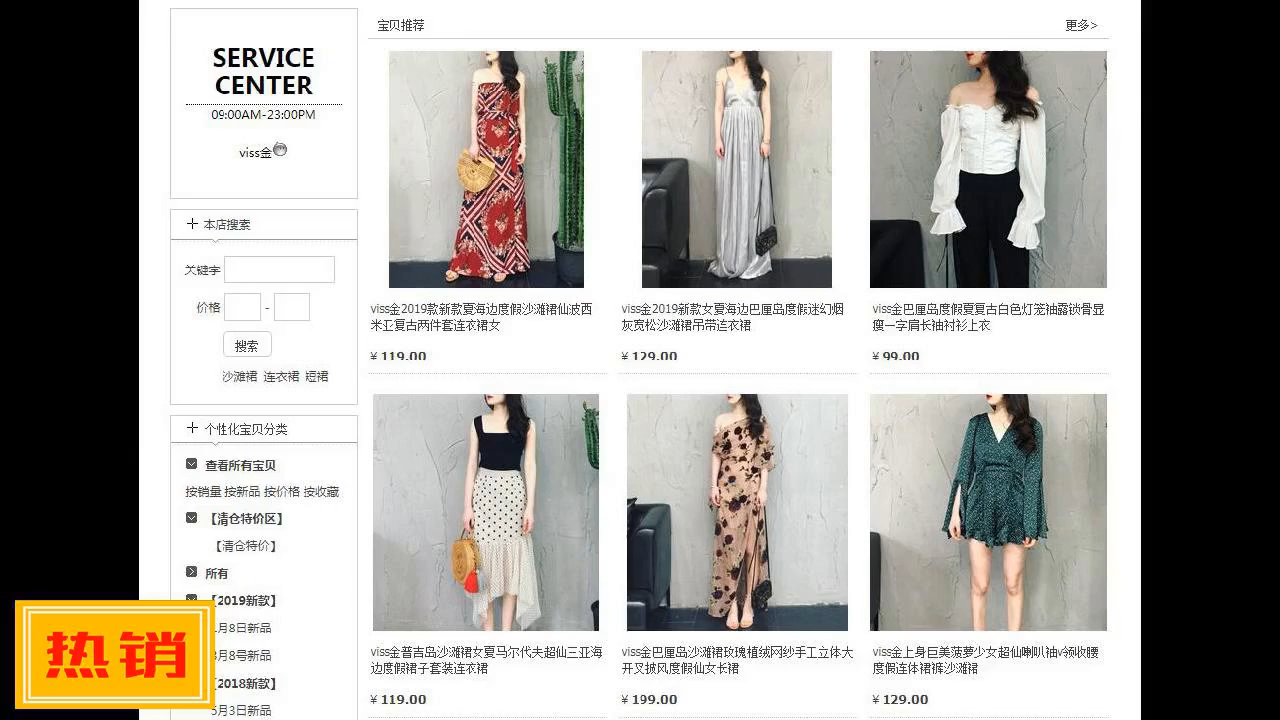 SERVICE
CENTER
09:00AM-23:00PM
viss金
本店搜索
关键字
价格 -
搜索
沙滩裙 连衣裙 短裙
个性化宝贝分类
查看所有宝贝
按销量 按新品 按价格 按收藏
【清仓特价区】
【清仓特价】
所有
【2019新款】
月8日新品
月8号新品
【2018新款】
5月3日新品
热销
宝贝推荐
更多>
viss金2019款新款夏海边度假沙滩裙仙波西
米亚复古两件套连衣裙女
¥ 119.00
viss金2019新款女夏海边巴厘岛度假迷幻烟
灰宽松沙滩裙吊带连衣裙
¥ 129.00
viss金巴厘岛度假夏复古白色灯笼袖露锁骨显
瘦一字肩长袖衬衫上衣
¥ 99.00
viss金普吉岛沙滩裙女夏马尔代夫超仙三亚海
边度假裙子套装连衣裙
¥ 119.00
viss金巴厘岛沙滩裙玫瑰植绒网纱手工立体大
开叉披风度假仙女长裙
¥ 199.00
viss金上身巨美菠萝少女超仙喇叭袖v领收腰
度假连体裙裤沙滩裙
¥ 129.00